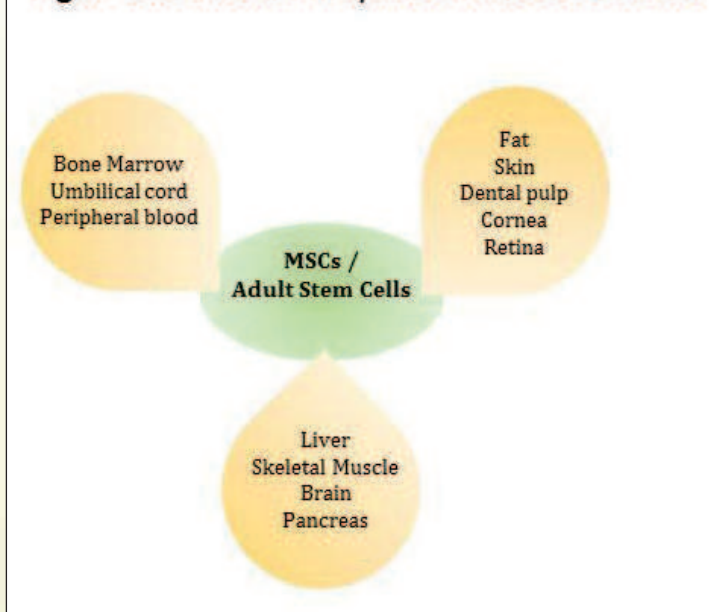 Bone Marrow
Umbilical cord
Peripheral blood
Fat
Skin
Dental pulp
Cornea
Retina
MSCs /
Adult Stem Cells
Liver
Skeletal Muscle
Brain
Pancreas